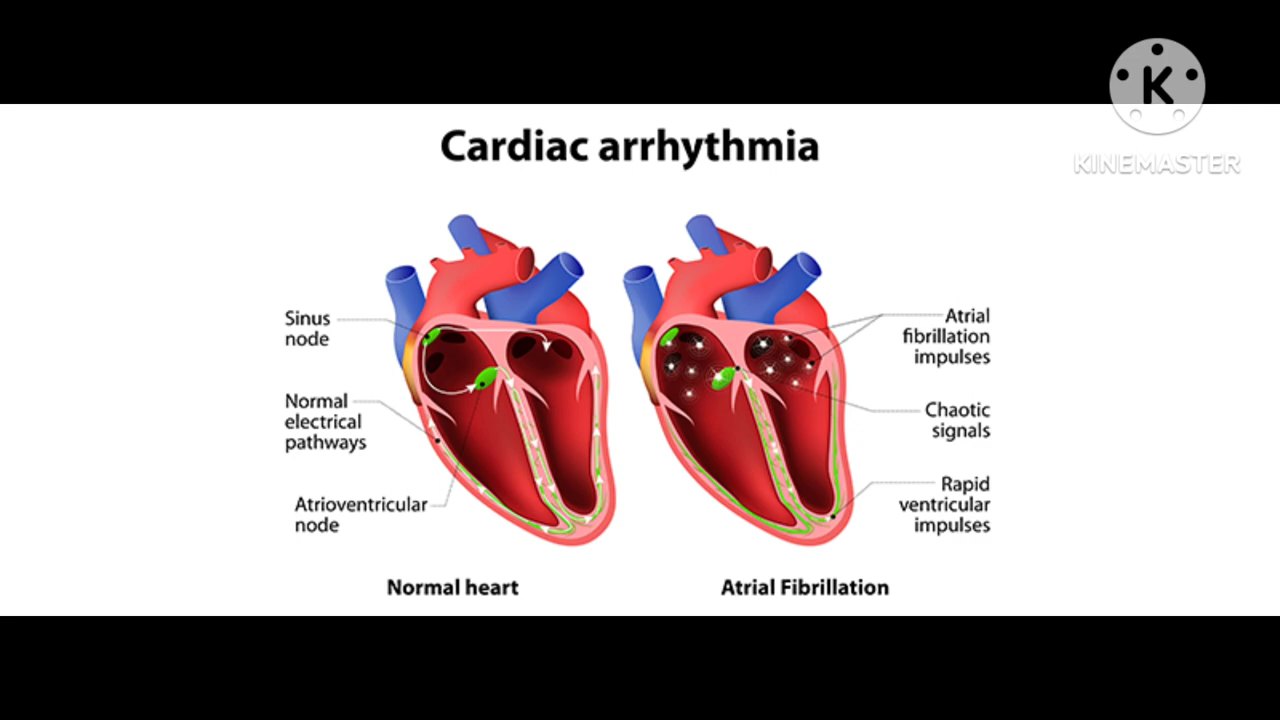 K
KINEMASTER
Cardiac arrhythmia
Sinus
node
Normal
electrical
pathways
Atrioventricular
node
Atrial
fibrillation
impulses
Chaotic
signals
Rapid
ventricular
impulses
Normal heart
Atrial Fibrillation